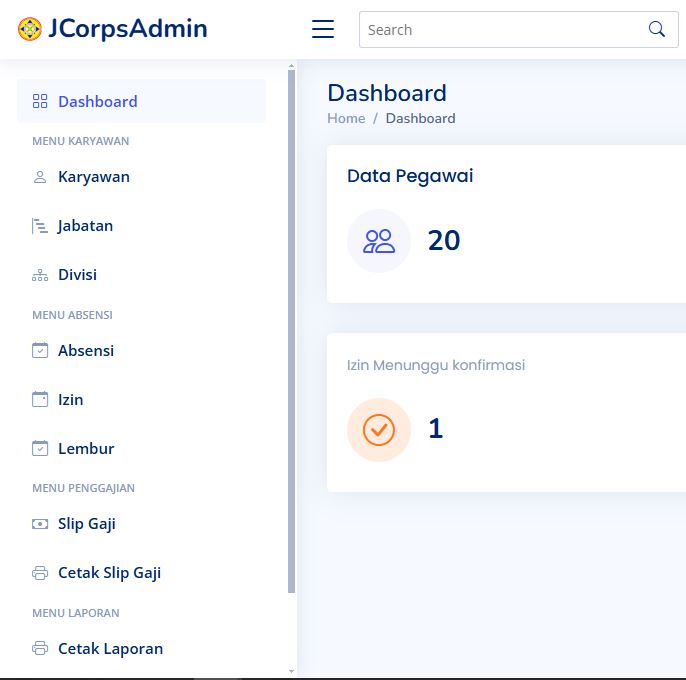 JCorpsAdmin
Search
Dashboard
MENU KARYAWAN
Karyawan
Jabatan
Divisi
MENU ABSENSI
Absensi
Izin
Lembur
MENU PENGGAJIAN
Slip Gaji
Cetak Slip Gaji
MENU LAPORAN
Cetak Laporan
Dashboard
Home / Dashboard
Data Pegawai
20
Izin Menunggu konfirmasi
1